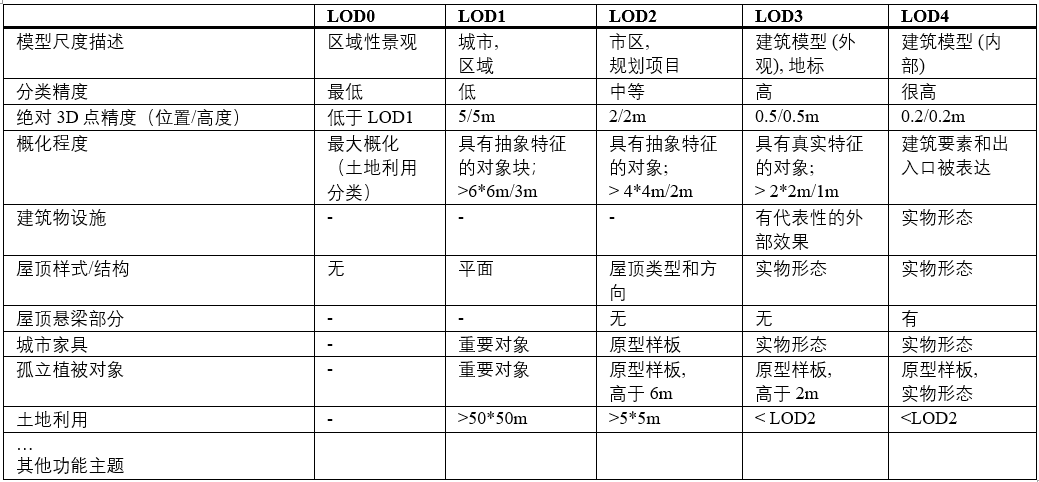 LOD0 LOD1 LOD2 LOD3 LOD4
模型尺度描述 区域性景观 城市, 市区, 建筑模型 (外 建筑模型 (内
区域 规划项目 观), 地标 部)
分类精度 最低 低 中等 高 很高
绝对 3D 点精度（位置/高度） 低于 LOD1 5/5m 2/2m 0.5/0.5m 0.2/0.2m
概化程度 最大概化 具有抽象特征 具有抽象特征 具有真实特征 建筑要素和出
（土地利用 的对象块; 的对象; 的对象; 入口被表达
分类） >6*6m/3m > 4*4m/2m > 2*2m/1m
建筑物设施 - - - 有代表性的外 实物形态
部效果
屋顶样式/结构 无 平面 屋顶类型和方 实物形态 实物形态
向
屋顶悬梁部分 - - 无 无 有
城市家具 - 重要对象 原型样板 实物形态 实物形态
孤立植被对象 - 重要对象 原型样板, 原型样板, 原型样板,
高于 6m 高于 2m 实物形态
土地利用 - >50*50m >5*5m < LOD2 <LOD2
…
其他功能主题